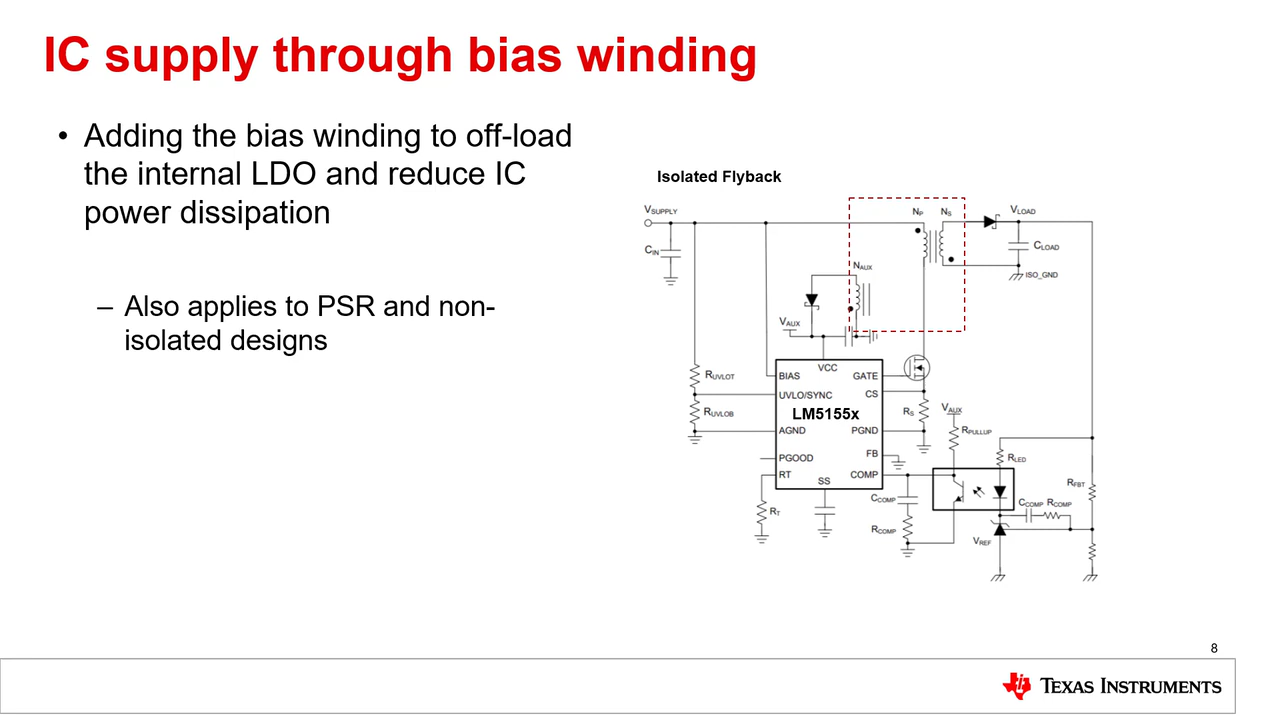 IC supply through bias winding
• Adding the bias winding to off-load
the internal LDO and reduce IC
power dissipation
– Also applies to PSR and non-
isolated designs
Isolated Flyback
VSUPPLY
NP
NS
VLOAD
CIN
CLOAD
NAUX
ISO_GND
VAUX
VCC
RUVLOT
BIAS
GATE
UVLO/SYNC
CS
RUVLOB
LM5155x
RS
VAUX
AGND
PGND
RPULLUP
PGOOD
FB
RLED
RT
SS
COMP
RFBT
CCOMP
CCOMP
RCOMP
RT
RCOMP
VREF
8
TEXAS INSTRUMENTS